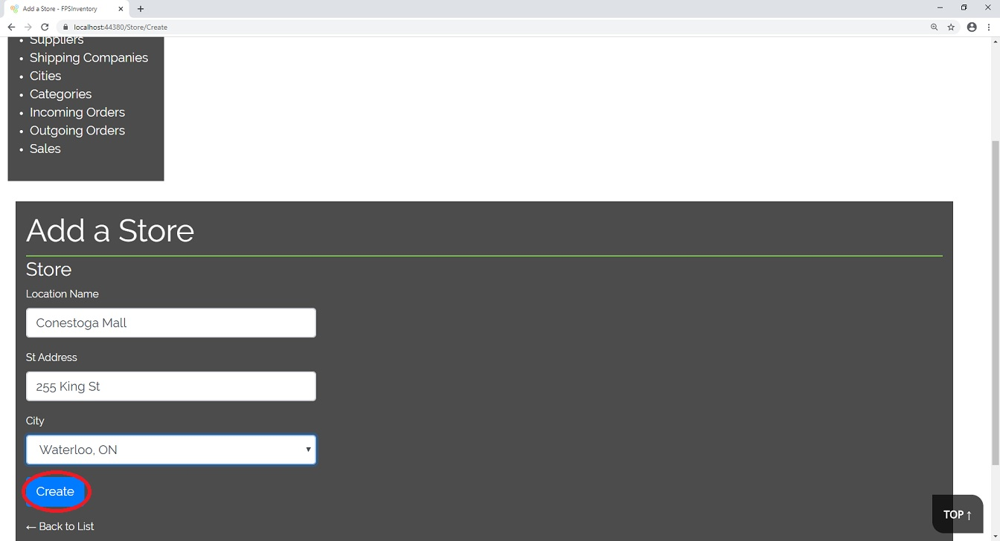 Add a Store - FPSInventory
localhost:44380/Store/Create
Suppliers
Shipping Companies
Cities
Categories
Incoming Orders
Outgoing Orders
Sales
Add a Store
Store
Location Name
Conestoga Mall
St Address
255 King St
City
Waterloo, ON
Create
← Back to List
TOP ↑